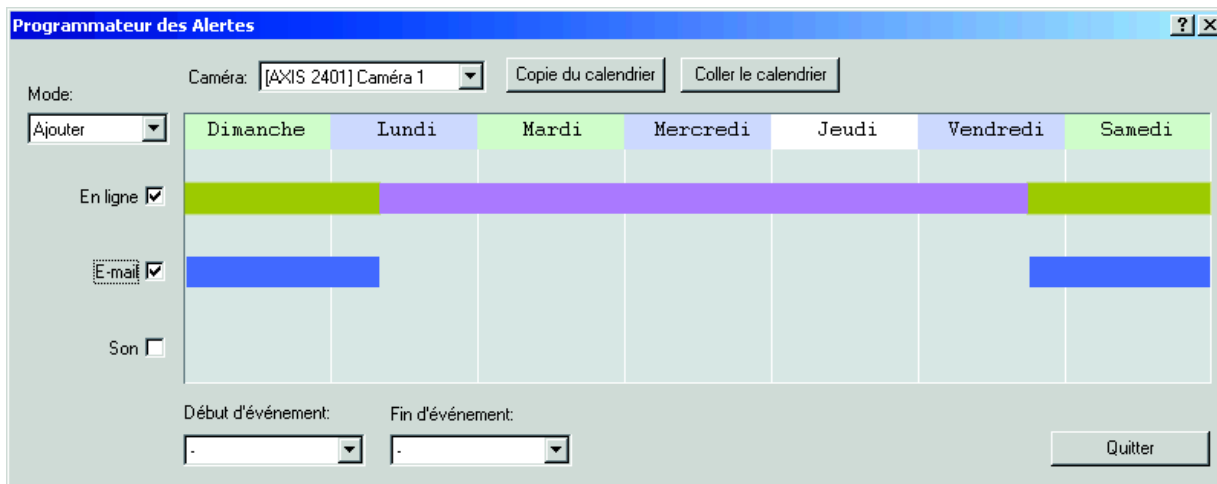 Programmateur des Alertes
Caméra: [AXIS 2401] Caméra 1 Copie du calendrier Coller le calendrier
Mode:
Ajouter
Dimanche Lundi Mardi Mercredi Jeudi Vendredi Samedi
En ligne
E-mail
Son
Début d'événement: Fin d'événement:
- -
Quitter